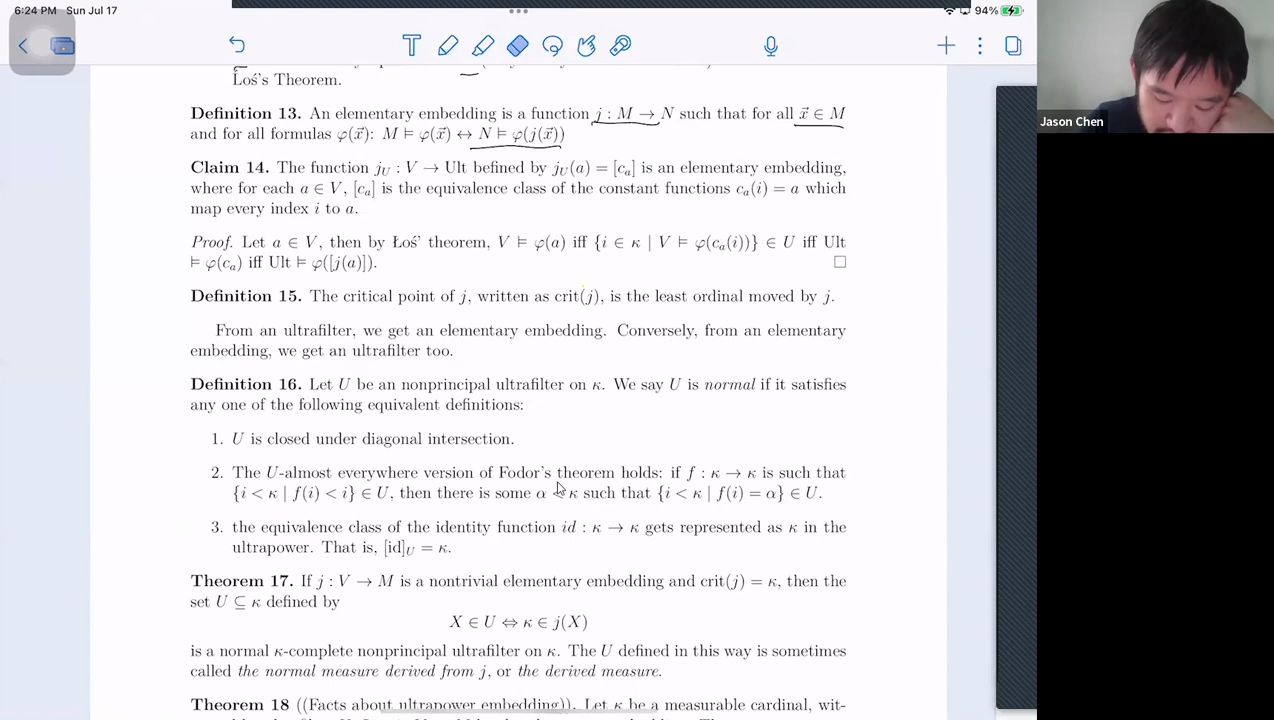 6:24 PM Sun Jul 17
94%
Jason Chen
Łoś's Theorem.
Definition 13. An elementary embedding is a function j : M → N such that for all x⃗ ∈ M
and for all formulas φ(x⃗): M ⊨ φ(x⃗) ↔ N ⊨ φ(j(x⃗))
Claim 14. The function j_U : V → Ult befined by j_U(a) = [c_a] is an elementary embedding,
where for each a ∈ V, [c_a] is the equivalence class of the constant functions c_a(i) = a which
map every index i to a.
Proof. Let a ∈ V, then by Łoś' theorem, V ⊨ φ(a) iff {i ∈ κ | V ⊨ φ(c_a(i))} ∈ U iff Ult
⊨ φ(c_a) iff Ult ⊨ φ([j(a)]). □
Definition 15. The critical point of j, written as crit(j), is the least ordinal moved by j.
From an ultrafilter, we get an elementary embedding. Conversely, from an elementary
embedding, we get an ultrafilter too.
Definition 16. Let U be an nonprincipal ultrafilter on κ. We say U is normal if it satisfies
any one of the following equivalent definitions:
1. U is closed under diagonal intersection.
2. The U-almost everywhere version of Fodor's theorem holds: if f : κ → κ is such that
{i < κ | f(i) < i} ∈ U, then there is some α < κ such that {i < κ | f(i) = α} ∈ U.
3. the equivalence class of the identity function id : κ → κ gets represented as κ in the
ultrapower. That is, [id]_U = κ.
Theorem 17. If j : V → M is a nontrivial elementary embedding and crit(j) = κ, then the
set U ⊆ κ defined by
X ∈ U ⇔ κ ∈ j(X)
is a normal κ-complete nonprincipal ultrafilter on κ. The U defined in this way is sometimes
called the normal measure derived from j, or the derived measure.
Theorem 18 ((Facts about ultrapower embedding)). Let κ be a measurable cardinal, wit-